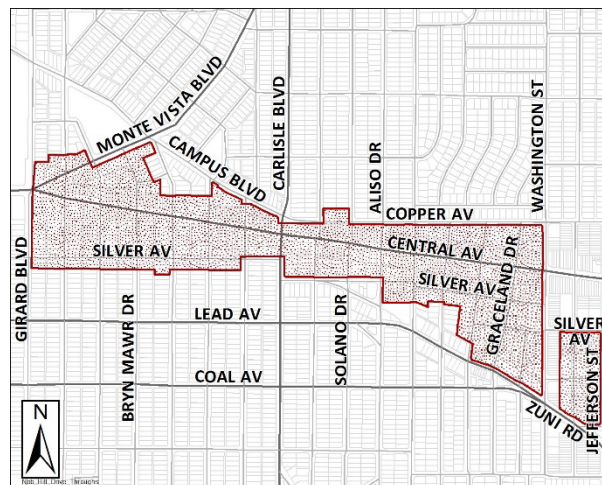 MONTE VISTA BLVD
CAMPUS BLVD
CARLISLE BLVD
ALISO DR
WASHINGTON ST
COPPER AV
CENTRAL AV
SILVER AV
SILVER AV
GIRARD BLVD
BRYN MAWR DR
LEAD AV
SOLANO DR
GRACELAND DR
SILVER
AV
COAL AV
ZUNI RD
JEFFERSON ST
N
Nob_Hill_Drive_Throughs